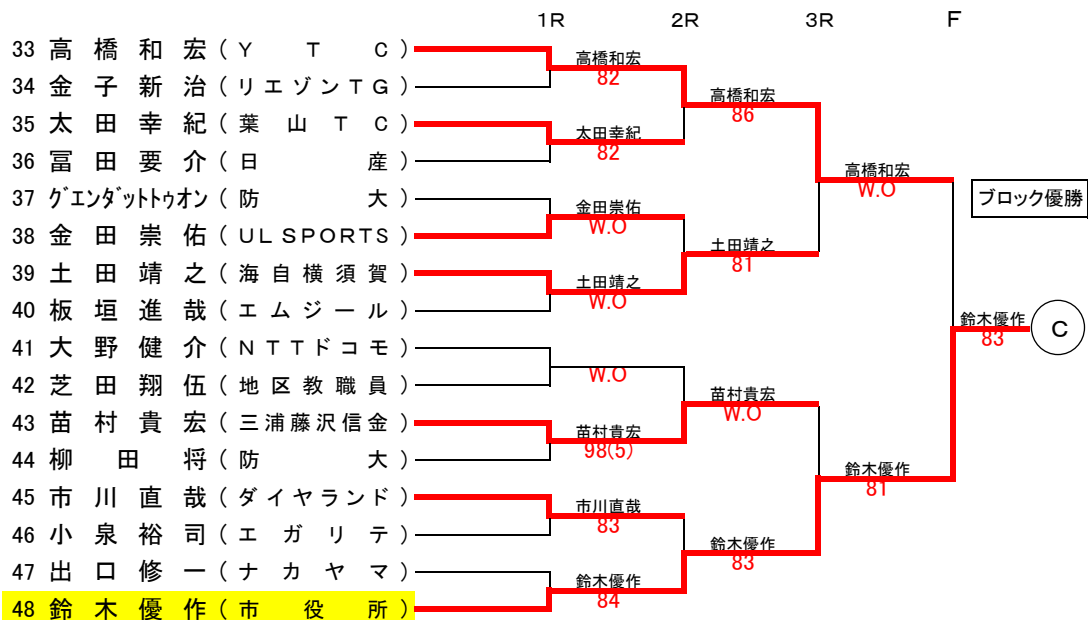 1R 2R 3R F
33 高橋和宏 (YTC)
34 金子新治 (リエゾンTG)
35 太田幸紀 (葉山TC)
36 冨田要介 (日産)
37 グエンダットトゥオン (防大)
38 金田崇佑 (UL SPORTS)
39 土田靖之 (海自横須賀)
40 板垣進哉 (エムジール)
41 大野健介 (NTTドコモ)
42 芝田翔伍 (地区教職員)
43 苗村貴宏 (三浦藤沢信金)
44 柳田将 (防大)
45 市川直哉 (ダイヤランド)
46 小泉裕司 (エガリテ)
47 出口修一 (ナカヤマ)
48 鈴木優作 (市役所)
高橋和宏
82
太田幸紀
82
金田崇佑
W.O
土田靖之
W.O
W.O
苗村貴宏
98(5)
市川直哉
83
鈴木優作
84
高橋和宏
86
土田靖之
81
苗村貴宏
W.O
鈴木優作
83
高橋和宏
W.O
鈴木優作
81
ブロック優勝
鈴木優作
83
C